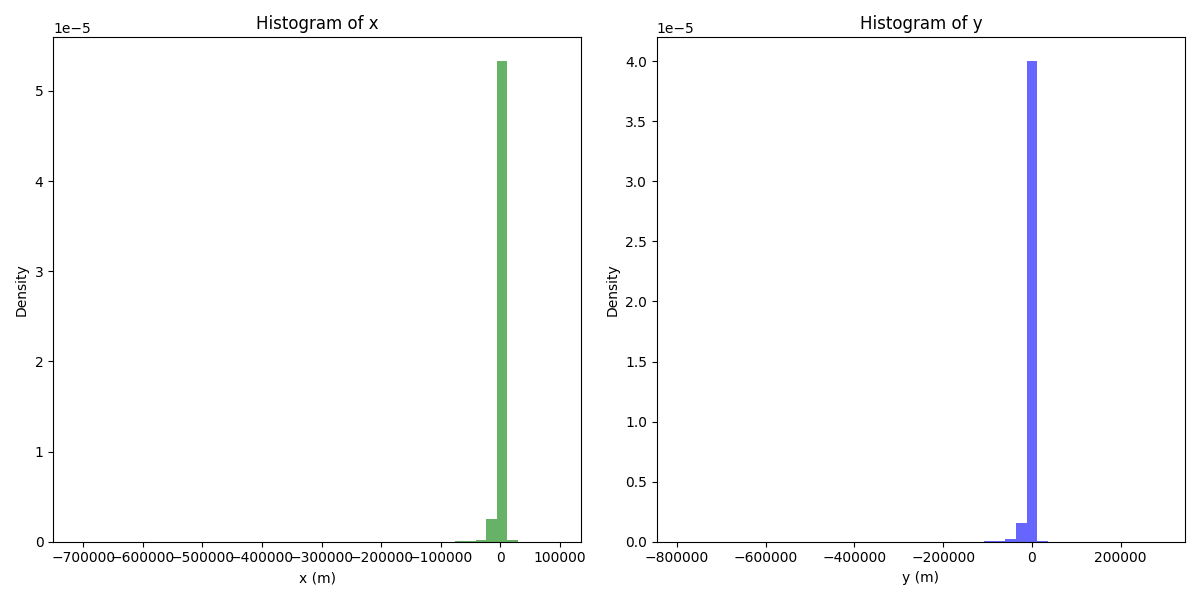 Histogram of x
1e−5
5
4
3
2
1
0
Density
−700000 −600000 −500000 −400000 −300000 −200000 −100000 0 100000
x (m)
Histogram of y
1e−5
4.0
3.5
3.0
2.5
2.0
1.5
1.0
0.5
0.0
Density
−800000 −600000 −400000 −200000 0 200000
y (m)